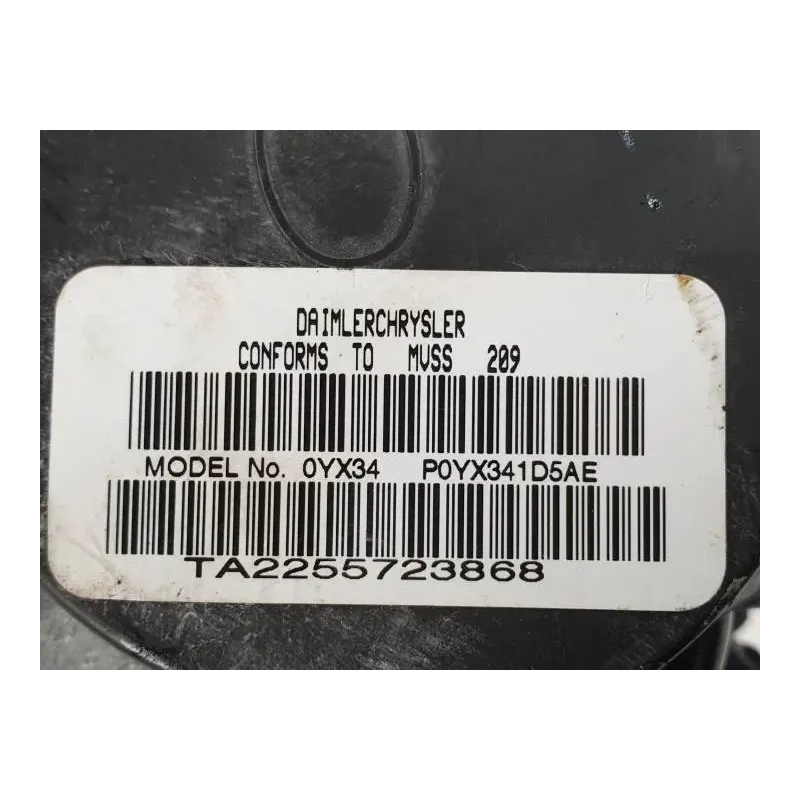 DAIMLERCHRYSLER
CONFORMS TO MVSS 209
MODEL No. 0YX34 P0YX341D5AE
TA2255723868